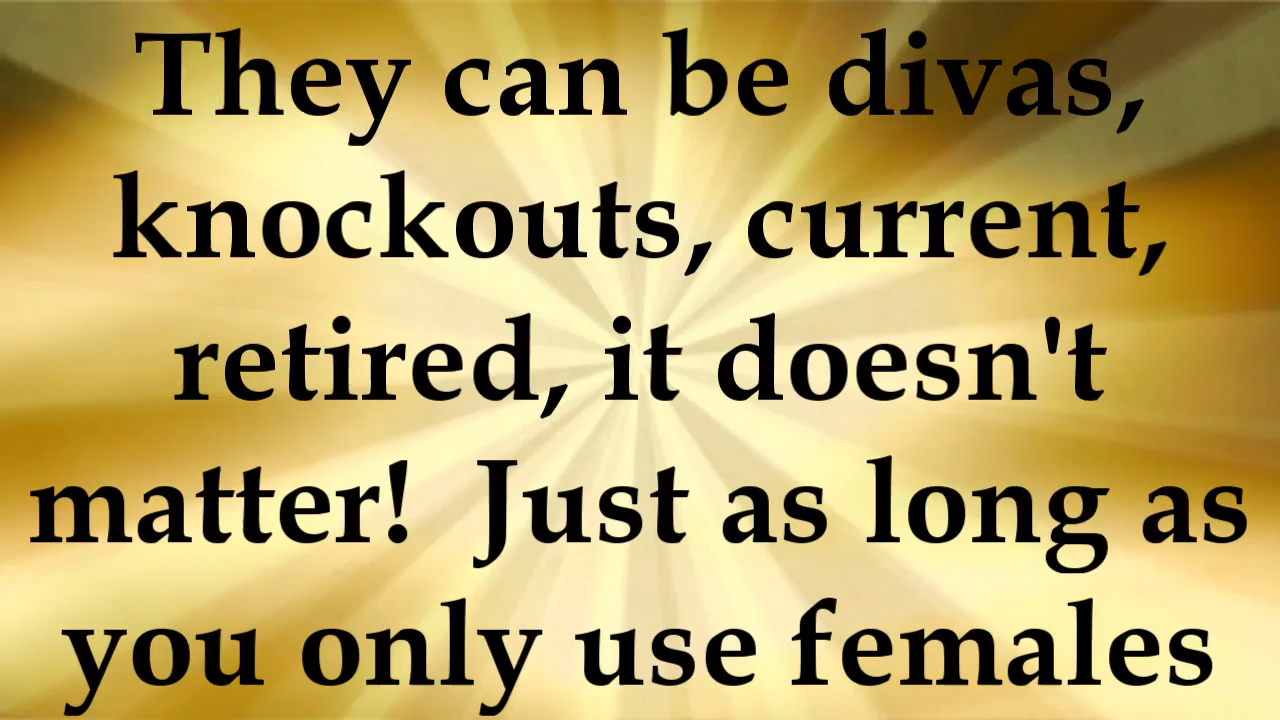 They can be divas,
knockouts, current,
retired, it doesn't
matter!  Just as long as
you only use females